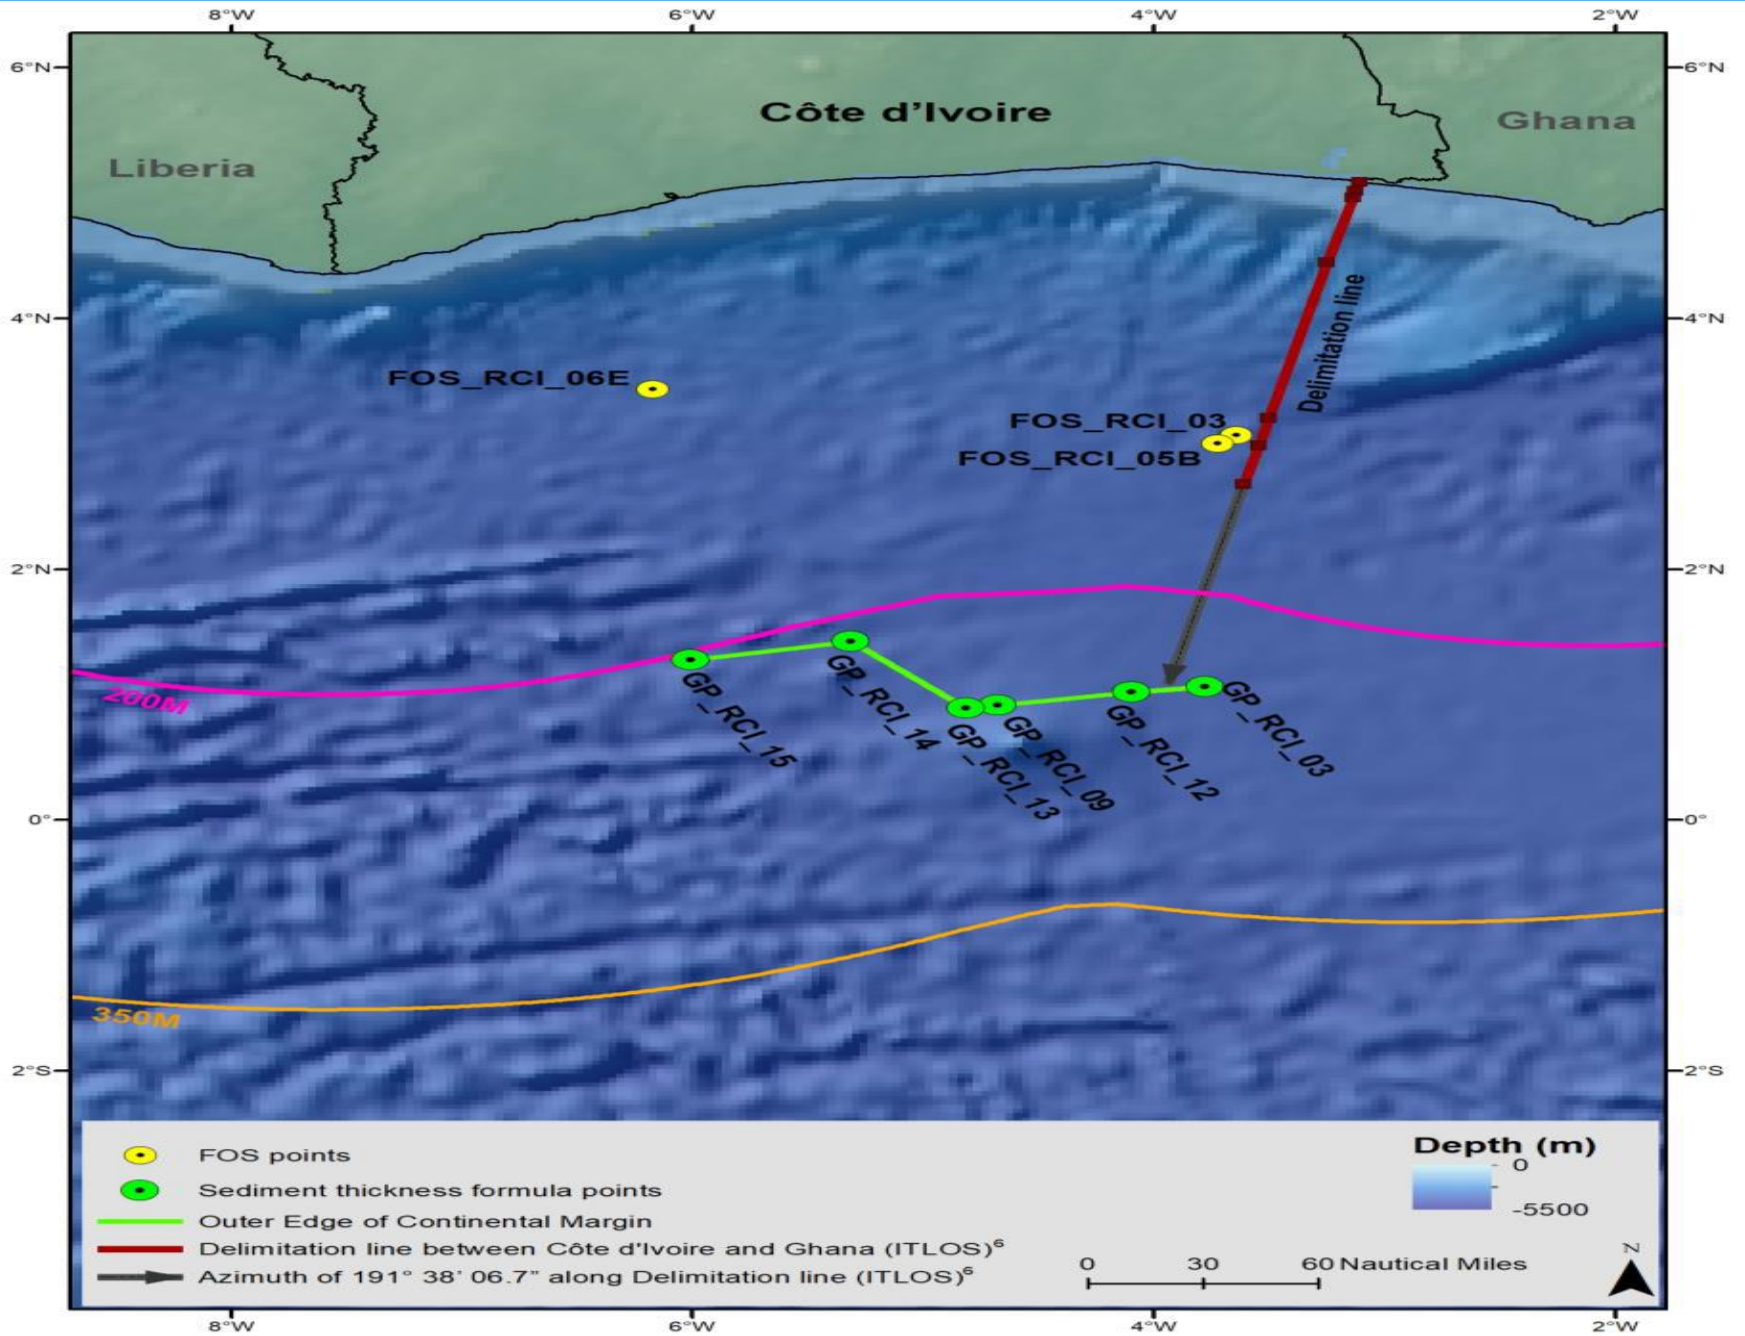 8°W 6°W 4°W 2°W
6°N 6°N
Côte d'Ivoire
Ghana
Liberia
4°N 4°N
Delimitation line
FOS_RCI_06E
FOS_RCI_03
FOS_RCI_05B
2°N 2°N
200M
GP_RCI_15
GP_RCI_14
GP_RCI_13
GP_RCI_09
GP_RCI_12
GP_RCI_03
0° 0°
350M
2°S 2°S
FOS points
Sediment thickness formula points
Outer Edge of Continental Margin
Delimitation line between Côte d'Ivoire and Ghana (ITLOS)⁶
Azimuth of 191° 38' 06.7" along Delimitation line (ITLOS)⁶
Depth (m)
0
-5500
0 30 60 Nautical Miles
N
8°W 6°W 4°W 2°W